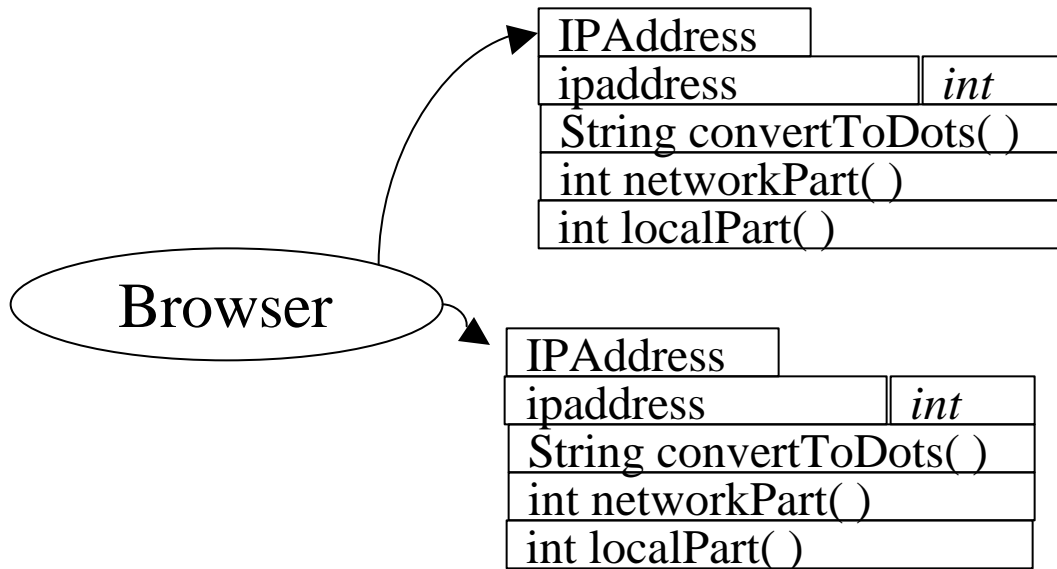 IPAddress
ipaddress int
String convertToDots( )
int networkPart( )
int localPart( )
Browser
IPAddress
ipaddress int
String convertToDots( )
int networkPart( )
int localPart( )